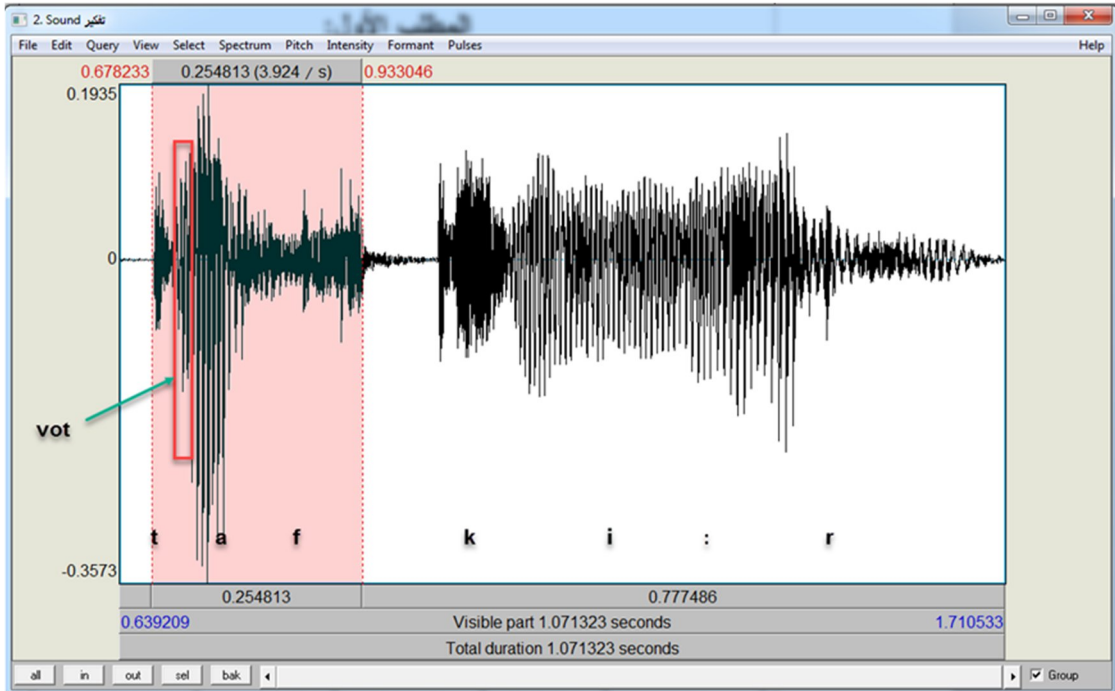 2. Sound تفكير
المطلب الأول:
File Edit Query View Select Spectrum Pitch Intensity Formant Pulses Help
0.678233 0.254813 (3.924 / s) 0.933046
0.1935
0
vot
t a f k i : r
-0.3573
0.254813 0.777486
0.639209 Visible part 1.071323 seconds 1.710533
Total duration 1.071323 seconds
all in out sel bak Group